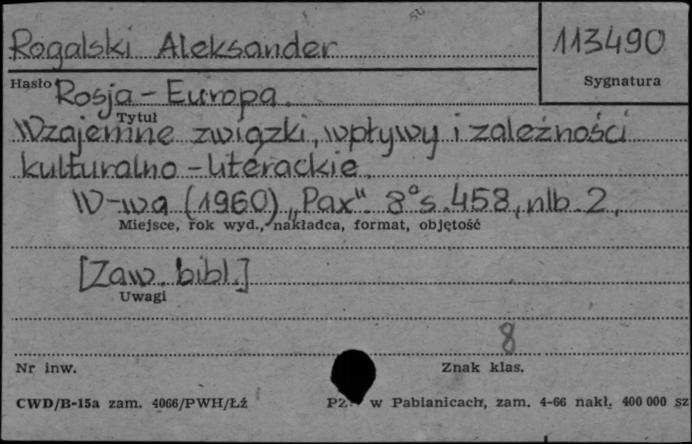 su
Rogalski Aleksander
113490
Hasło
Sygnatura
Rosja - Europa.
Tytuł
Wzajemne związki, wpływy i zależności
kulturalno - literackie.
W-wa (1960) „Pax" 8° s. 458, nlb. 2.
Miejsce, rok wyd., nakładca, format, objętość
[Zaw. bibl.]
Uwagi
8
Nr inw.
Znak klas.
CWD/B-15a zam. 4066/PWH/Łź
PZ w Pabianicach, zam. 4-66 nakł. 400 000 sz